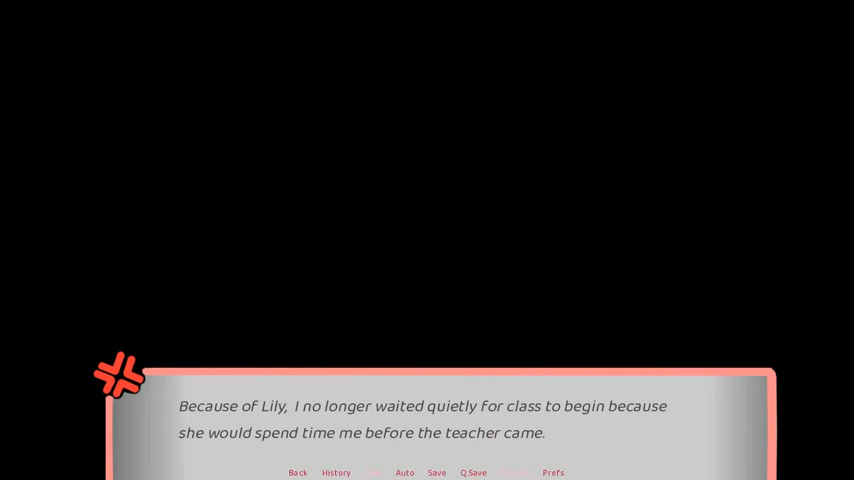 Because of Lily, I no longer waited quietly for class to begin because
she would spend time me before the teacher came.
Back History Auto Save Q.Save Prefs